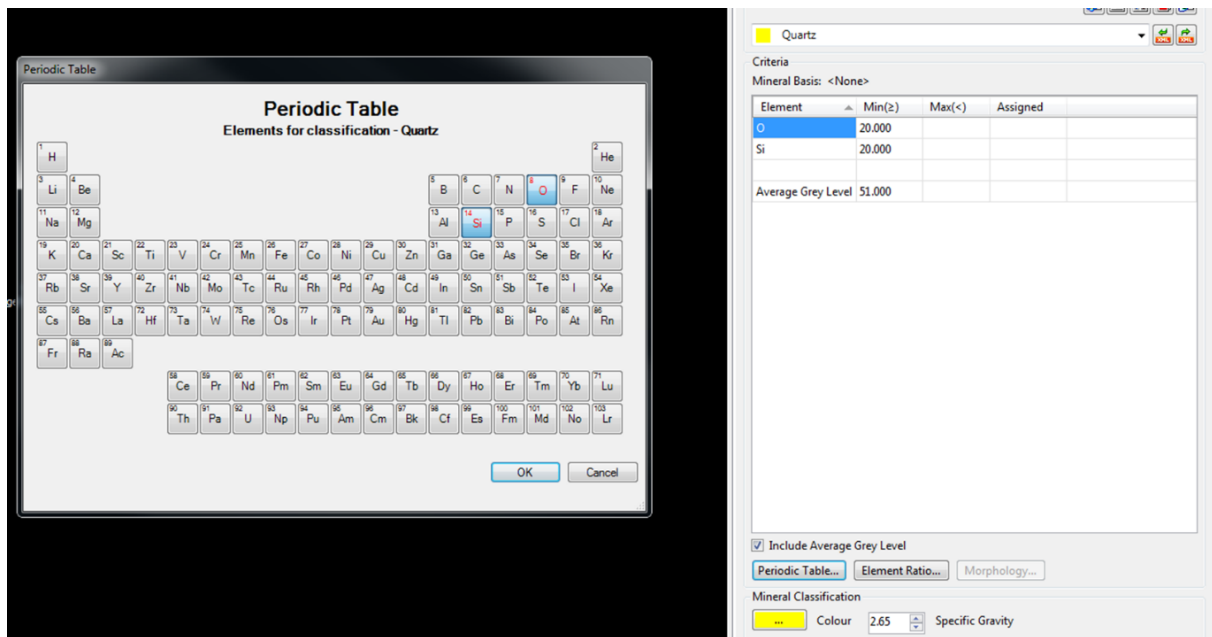 Periodic Table
Periodic Table
Elements for classification - Quartz
1 H 2 He
3 Li 4 Be 5 B 6 C 7 N 8 O 9 F 10 Ne
11 Na 12 Mg 13 Al 14 Si 15 P 16 S 17 Cl 18 Ar
19 K 20 Ca 21 Sc 22 Ti 23 V 24 Cr 25 Mn 26 Fe 27 Co 28 Ni 29 Cu 30 Zn 31 Ga 32 Ge 33 As 34 Se 35 Br 36 Kr
37 Rb 38 Sr 39 Y 40 Zr 41 Nb 42 Mo 43 Tc 44 Ru 45 Rh 46 Pd 47 Ag 48 Cd 49 In 50 Sn 51 Sb 52 Te 53 I 54 Xe
55 Cs 56 Ba 57 La 72 Hf 73 Ta 74 W 75 Re 76 Os 77 Ir 78 Pt 79 Au 80 Hg 81 Tl 82 Pb 83 Bi 84 Po 85 At 86 Rn
87 Fr 88 Ra 89 Ac
58 Ce 59 Pr 60 Nd 61 Pm 62 Sm 63 Eu 64 Gd 65 Tb 66 Dy 67 Ho 68 Er 69 Tm 70 Yb 71 Lu
90 Th 91 Pa 92 U 93 Np 94 Pu 95 Am 96 Cm 97 Bk 98 Cf 99 Es 100 Fm 101 Md 102 No 103 Lr
OK Cancel
Quartz
Criteria
Mineral Basis: <None>
Element Min(≥) Max(<) Assigned
O 20.000
Si 20.000
Average Grey Level 51.000
Include Average Grey Level
Periodic Table... Element Ratio... Morphology...
Mineral Classification
... Colour 2.65 Specific Gravity